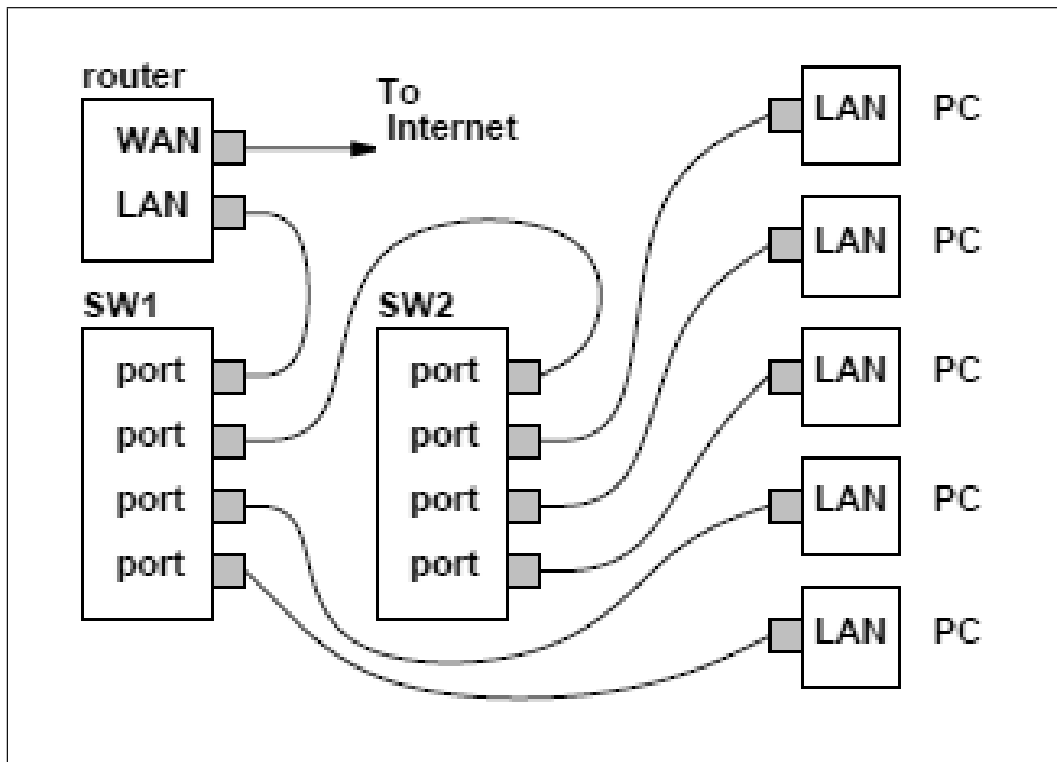 router
WAN
LAN
To
Internet
SW1
port
port
port
port
SW2
port
port
port
port
LAN PC
LAN PC
LAN PC
LAN PC
LAN PC